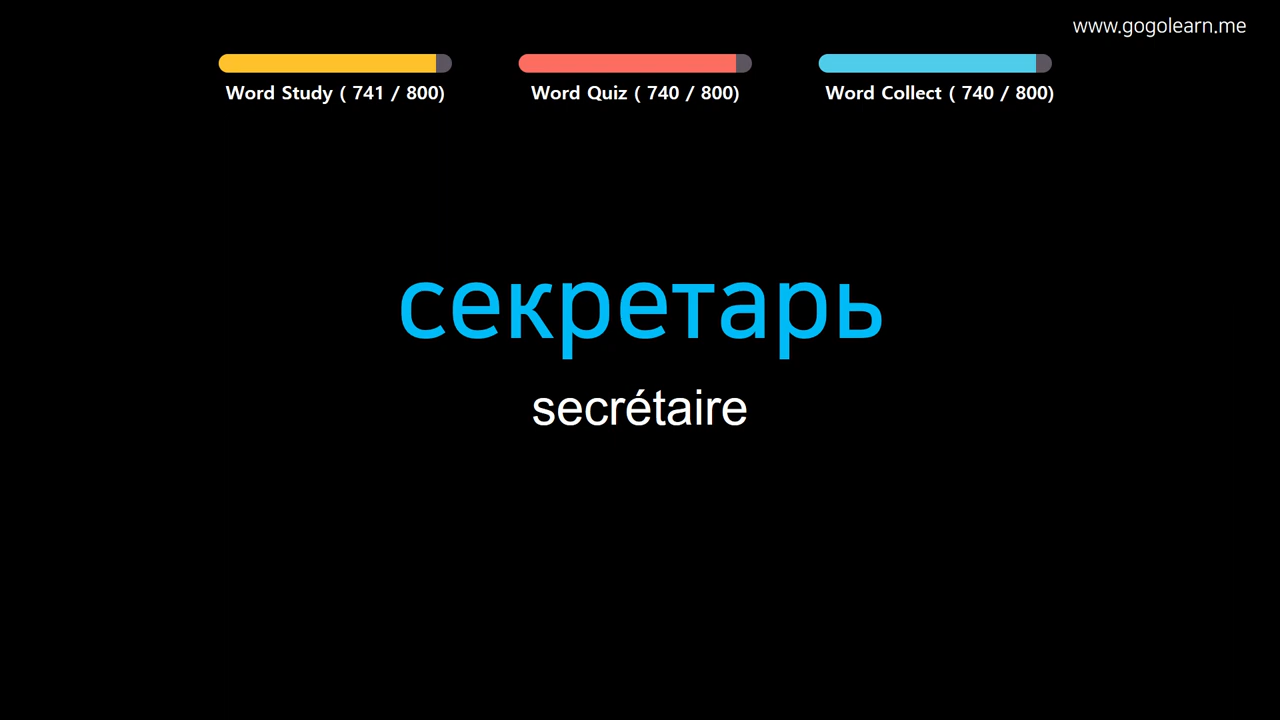 www.gogolearn.me
Word Study ( 741 / 800)
Word Quiz ( 740 / 800)
Word Collect ( 740 / 800)
секретарь
secrétaire